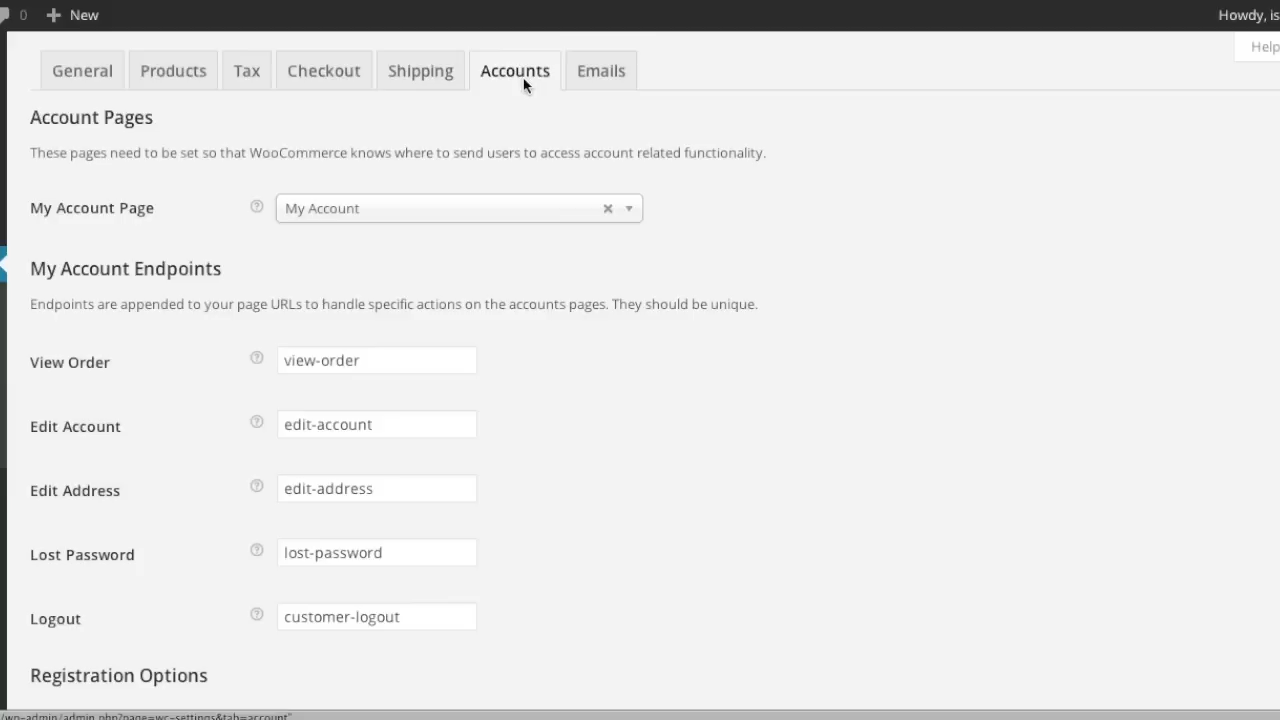 0 New Howdy, is
Help
General Products Tax Checkout Shipping Accounts Emails
Account Pages
These pages need to be set so that WooCommerce knows where to send users to access account related functionality.
My Account Page My Account
My Account Endpoints
Endpoints are appended to your page URLs to handle specific actions on the accounts pages. They should be unique.
View Order view-order
Edit Account edit-account
Edit Address edit-address
Lost Password lost-password
Logout customer-logout
Registration Options
/wp-admin/admin.php?page=wc-settings&tab=account"